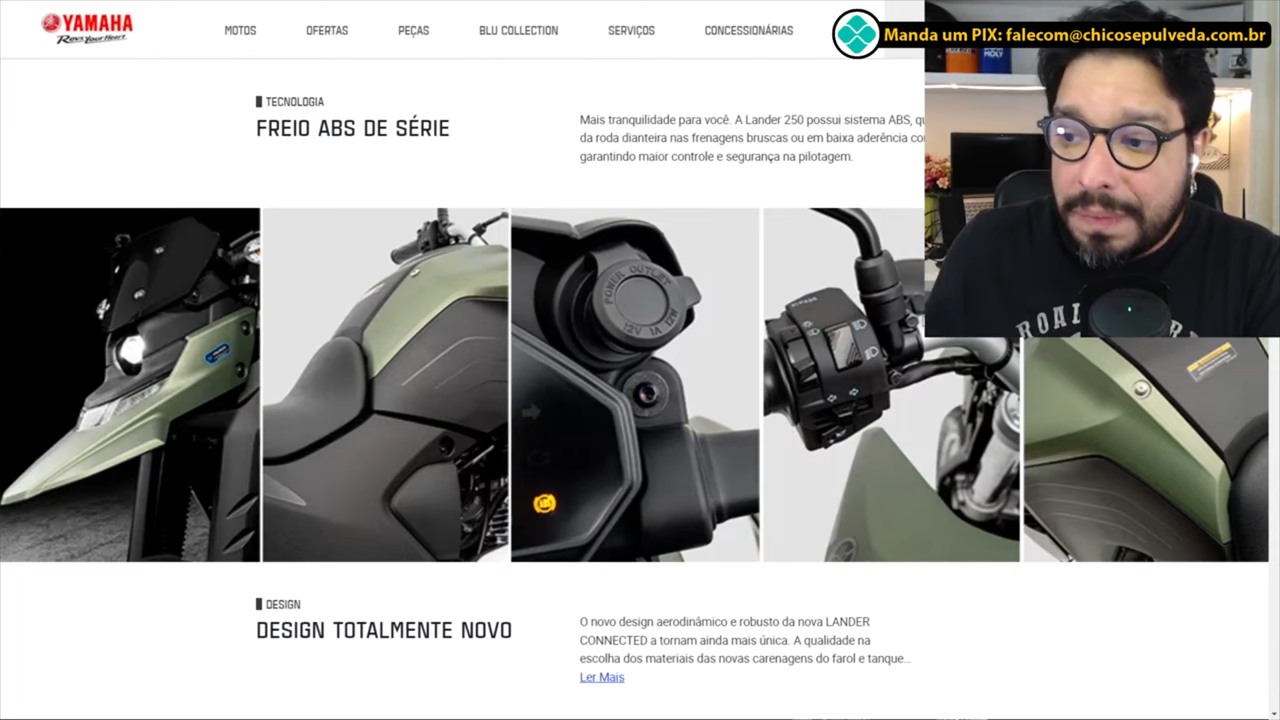 YAMAHA
Revs Your Heart
MOTOS
OFERTAS
PEÇAS
BLU COLLECTION
SERVIÇOS
CONCESSIONÁRIAS
Manda um PIX: falecom@chicosepulveda.com.br
MOLY
TECNOLOGIA
FREIO ABS DE SÉRIE
Mais tranquilidade para você. A Lander 250 possui sistema ABS,
da roda dianteira nas frenagens bruscas ou em baixa aderência
garantindo maior controle e segurança na pilotagem.
POWER OUTLET
12V 1A 12W
DESIGN
DESIGN TOTALMENTE NOVO
O novo design aerodinâmico e robusto da nova LANDER
CONNECTED a tornam ainda mais única. A qualidade na
escolha dos materiais das novas carenagens do farol e tanque...
Ler Mais